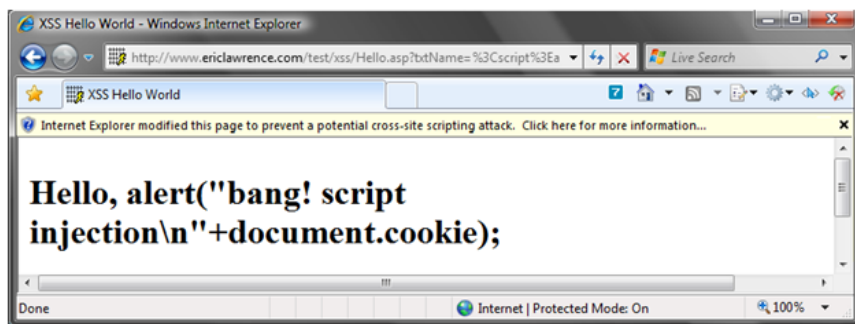 XSS Hello World - Windows Internet Explorer
http://www.ericlawrence.com/test/xss/Hello.asp?txtName=%3Cscript%3Ea
Live Search
XSS Hello World
7
Internet Explorer modified this page to prevent a potential cross-site scripting attack. Click here for more information...
Hello, alert("bang! script
injection\n"+document.cookie);
Done
Internet | Protected Mode: On
100%